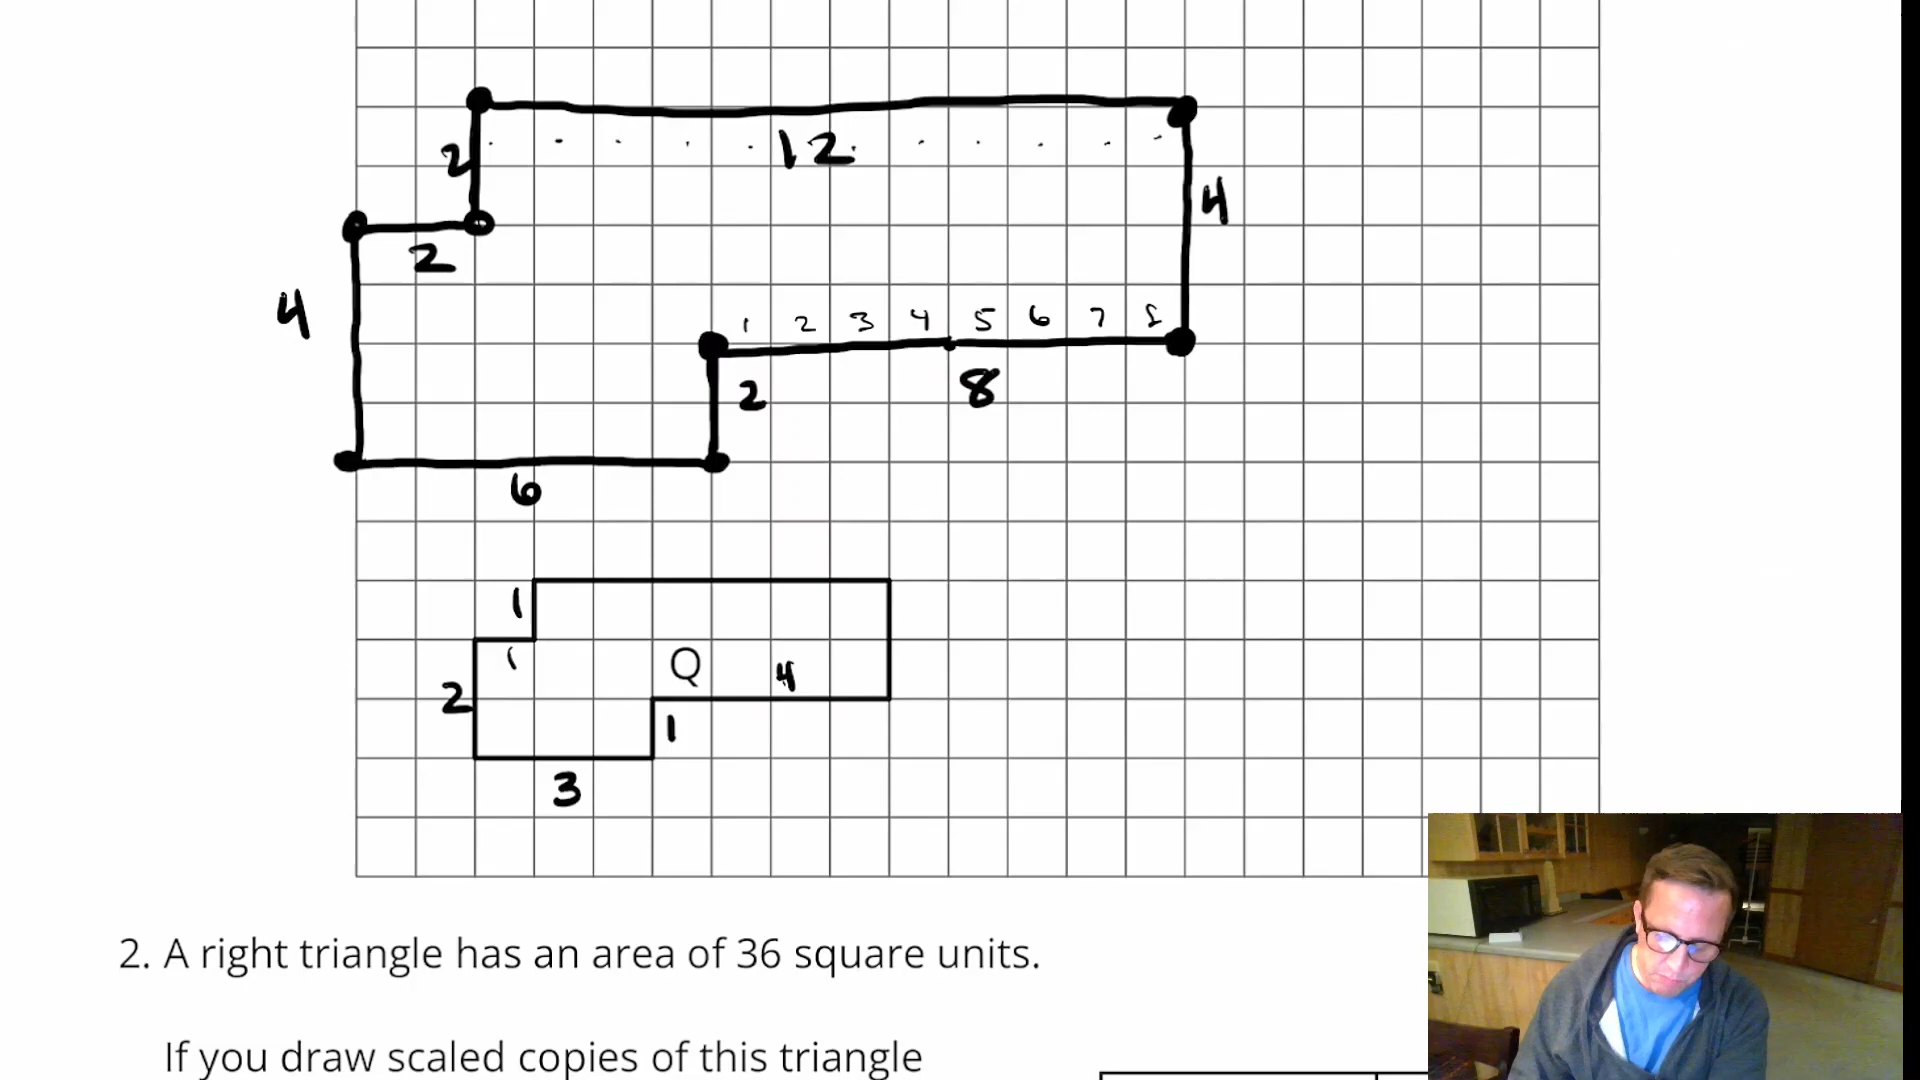 2 12 4
2
4
1 2 3 4 5 6 7 8
2 8
6
1
1 Q 4
2 1
3
2. A right triangle has an area of 36 square units.
If you draw scaled copies of this triangle